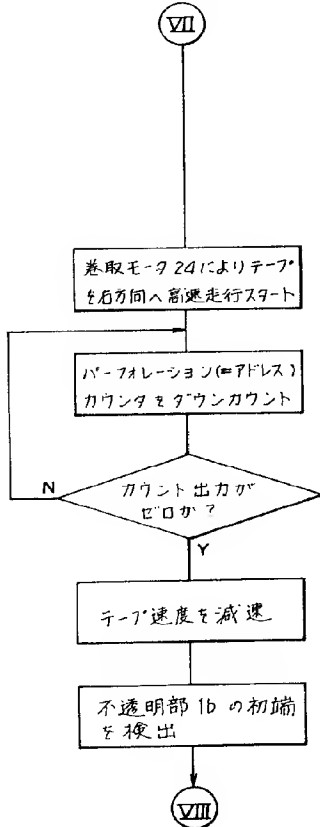 VII
巻取モータ24によりテープ
を右方向へ高速走行スタート
パーフォレーション(=アドレス)
カウンタをダウンカウント
N
カウント出力が
ゼロか?
Y
テープ速度を減速
不透明部1bの初端
を検出
VIII